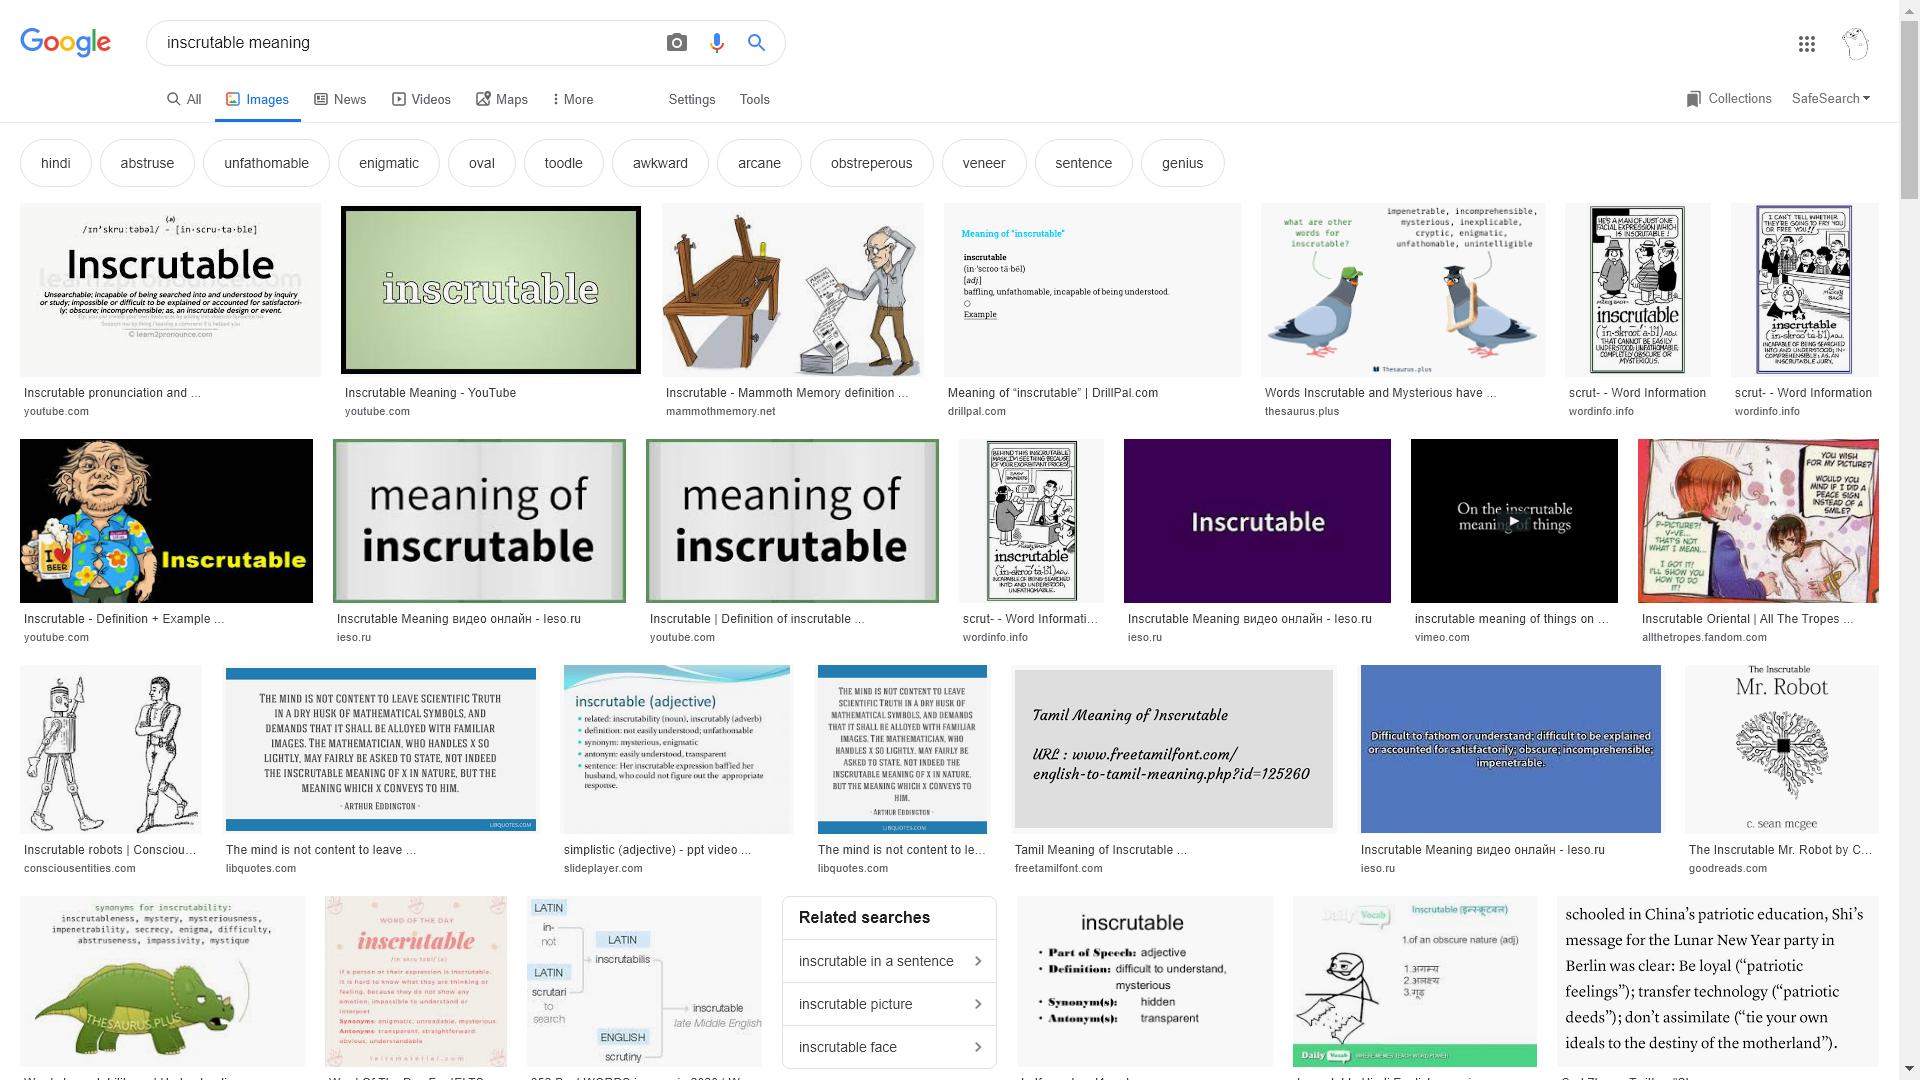 Google
inscrutable meaning
All
Images
News
Videos
Maps
More
Settings
Tools
Collections
SafeSearch
hindi
abstruse
unfathomable
enigmatic
oval
toodle
awkward
arcane
obstreperous
veneer
sentence
genius
(a)
/ɪn'skruːtəbəl/ - [in·scru·ta·ble]
Inscrutable
Unsearchable; incapable of being searched into and understood by inquiry
or study; impossible or difficult to be explained or accounted for satisfactori-
ly; obscure; incomprehensible; as, an inscrutable design or event.
© learn2pronounce.com
Inscrutable pronunciation and ...
youtube.com
inscrutable
Inscrutable Meaning - YouTube
youtube.com
Inscrutable - Mammoth Memory definition ...
mammothmemory.net
Meaning of "inscrutable"
inscrutable
(in-'scroo-tä-bël)
[adj.]
baffling, unfathomable, incapable of being understood.
Example
Meaning of “inscrutable” | DrillPal.com
drillpal.com
what are other
words for
inscrutable?
impenetrable, incomprehensible,
mysterious, inexplicable,
cryptic, enigmatic,
unfathomable, unintelligible
Thesaurus.plus
Words Inscrutable and Mysterious have ...
thesaurus.plus
HE'S A MAN OF JUST ONE
FACIAL EXPRESSION WHICH
IS INSCRUTABLE!
inscrutable
(ĭn-skroot′ə-b'l) ADJ.
THAT CANNOT BE EASILY
UNDERSTOOD; UNFATHOMABLE;
COMPLETELY OBSCURE OR
MYSTERIOUS.
scrut- - Word Information
wordinfo.info
I CAN'T TELL WHETHER
THEY'RE GOING TO FRY YOU
OR FREE YOU!!
inscrutable
INCAPABLE OF BEING SEARCHED
INTO AND UNDERSTOOD; IN-
COMPREHENSIBLE; AS, AN
INSCRUTABLE JURY.
scrut- - Word Information
wordinfo.info
I
BEER
Inscrutable
Inscrutable - Definition + Example ...
youtube.com
meaning of
inscrutable
Inscrutable Meaning видео онлайн - Ieso.ru
ieso.ru
meaning of
inscrutable
Inscrutable | Definition of inscrutable ...
youtube.com
BEHIND THIS INSCRUTABLE
MASK, I'M SEETHING BECAUSE
OF YOUR EXORBITANT PRICES!
EASY
PAYMENTS
inscrutable
INCAPABLE OF BEING SEARCHED
INTO AND UNDERSTOOD;
UNFATHOMABLE.
scrut- - Word Informati...
wordinfo.info
Inscrutable
Inscrutable Meaning видео онлайн - Ieso.ru
ieso.ru
On the inscrutable
meaning of things
inscrutable meaning of things on ...
vimeo.com
YOU WISH
FOR MY PICTURE?
WOULD YOU
MIND IF I DID A
PEACE SIGN
INSTEAD OF A
SMILE?
P-PICTURE?!
V-VE...
THAT'S NOT
WHAT I MEAN...
I GOT IT!
I'LL SHOW YOU
HOW TO DO
IT!
Inscrutable Oriental | All The Tropes ...
allthetropes.fandom.com
Inscrutable robots | Consciou...
consciousentities.com
THE MIND IS NOT CONTENT TO LEAVE SCIENTIFIC TRUTH
IN A DRY HUSK OF MATHEMATICAL SYMBOLS, AND
DEMANDS THAT IT SHALL BE ALLOYED WITH FAMILIAR
IMAGES. THE MATHEMATICIAN, WHO HANDLES X SO
LIGHTLY, MAY FAIRLY BE ASKED TO STATE, NOT INDEED
THE INSCRUTABLE MEANING OF X IN NATURE, BUT THE
MEANING WHICH X CONVEYS TO HIM.
- ARTHUR EDDINGTON -
LIBQUOTES.COM
The mind is not content to leave ...
libquotes.com
inscrutable (adjective)
related: inscrutability (noun), inscrutably (adverb)
definition: not easily understood; unfathomable
synonym: mysterious, enigmatic
antonym: easily understood, transparent
sentence: Her inscrutable expression baffled her
husband, who could not figure out the appropriate
response.
simplistic (adjective) - ppt video ...
slideplayer.com
THE MIND IS NOT CONTENT TO LEAVE
SCIENTIFIC TRUTH IN A DRY HUSK OF
MATHEMATICAL SYMBOLS, AND DEMANDS
THAT IT SHALL BE ALLOYED WITH FAMILIAR
IMAGES. THE MATHEMATICIAN, WHO
HANDLES X SO LIGHTLY, MAY FAIRLY BE
ASKED TO STATE, NOT INDEED THE
INSCRUTABLE MEANING OF X IN NATURE,
BUT THE MEANING WHICH X CONVEYS TO
HIM.
- ARTHUR EDDINGTON -
LIBQUOTES.COM
The mind is not content to le...
libquotes.com
Tamil Meaning of Inscrutable
URL : www.freetamilfont.com/
english-to-tamil-meaning.php?id=125260
Tamil Meaning of Inscrutable ...
freetamilfont.com
Difficult to fathom or understand; difficult to be explained
or accounted for satisfactorily; obscure; incomprehensible;
impenetrable.
Inscrutable Meaning видео онлайн - Ieso.ru
ieso.ru
The Inscrutable
Mr. Robot
c. sean mcgee
The Inscrutable Mr. Robot by C...
goodreads.com
synonyms for inscrutability:
inscrutableness, mystery, mysteriousness,
impenetrability, secrecy, enigma, difficulty,
abstruseness, impassivity, mystique
THESAURUS.PLUS
WORD OF THE DAY
inscrutable
if a person or their expression is inscrutable,
it is hard to know what they are thinking or
feeling, because they do not show any
emotion; impossible to understand or
interpret
Synonyms: enigmatic, unreadable, mysterious
Antonyms: transparent, straightforward,
obvious, understandable
ieltsmaterial.com
LATIN
in-
not
LATIN
scrutari
to
search
LATIN
inscrutabilis
ENGLISH
scrutiny
inscrutable
late Middle English
Related searches
inscrutable in a sentence
inscrutable picture
inscrutable face
inscrutable
Part of Speech: adjective
Definition: difficult to understand,
mysterious
Synonym(s): hidden
Antonym(s): transparent
Daily Vocab
Inscrutable (इन्स्क्रूटबल)
1.of an obscure nature (adj)
1.अगम्य
2.अलक्ष्य
3.गूढ़
Daily Vocab
WHERE MEMES TEACH WORD POWER
schooled in China’s patriotic education, Shi’s
message for the Lunar New Year party in
Berlin was clear: Be loyal (“patriotic
feelings”); transfer technology (“patriotic
deeds”); don’t assimilate (“tie your own
ideals to the destiny of the motherland”).